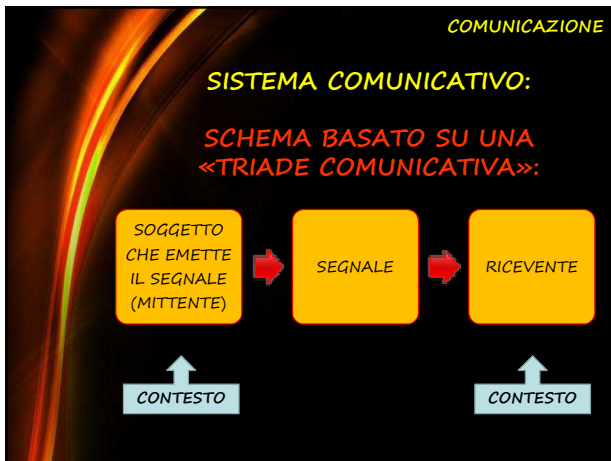 COMUNICAZIONE
SISTEMA COMUNICATIVO:
SCHEMA BASATO SU UNA
«TRIADE COMUNICATIVA»:
SOGGETTO
CHE EMETTE
IL SEGNALE
(MITTENTE)
SEGNALE
RICEVENTE
CONTESTO
CONTESTO